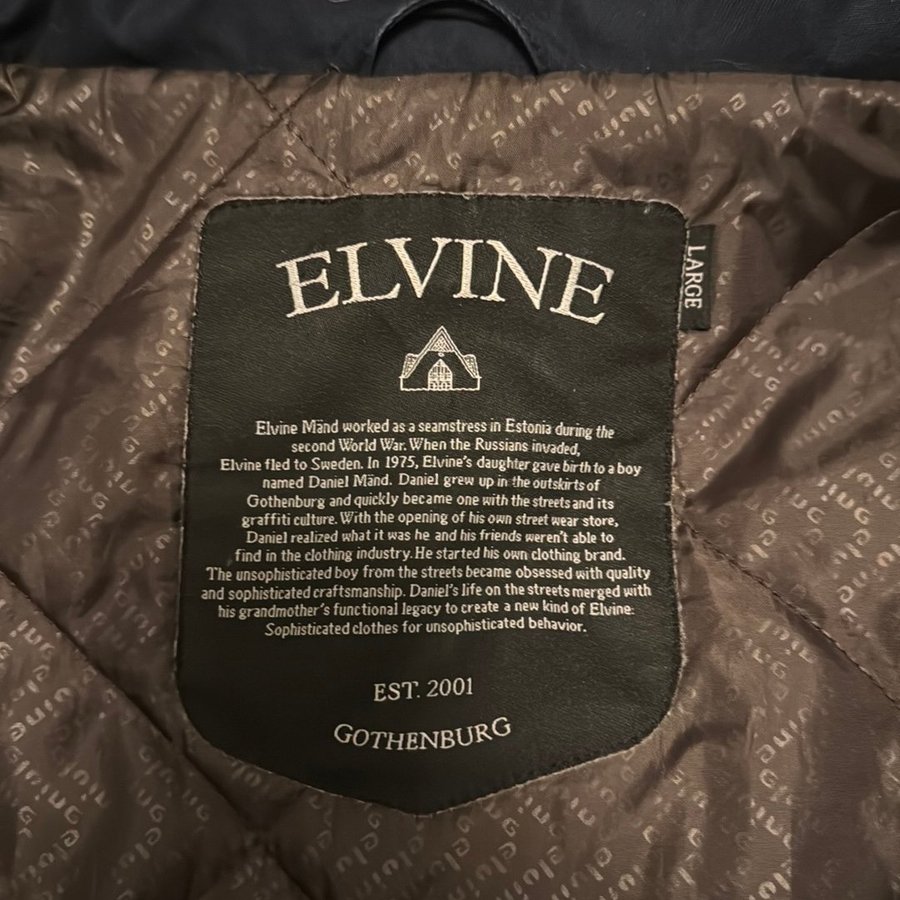 ELVINE
LARGE
Elvine Mänd worked as a seamstress in Estonia during the
second World War. When the Russians invaded,
Elvine fled to Sweden. In 1975, Elvine's daughter gave birth to a boy
named Daniel Mänd. Daniel grew up in the outskirts of
Gothenburg and quickly became one with the streets and its
graffiti culture. With the opening of his own street wear store,
Daniel realized what it was he and his friends weren't able to
find in the clothing industry. He started his own clothing brand.
The unsophisticated boy from the streets became obsessed with quality
and sophisticated craftsmanship. Daniel's life on the streets merged with
his grandmother's functional legacy to create a new kind of Elvine:
Sophisticated clothes for unsophisticated behavior.
EST. 2001
GOTHENBURG